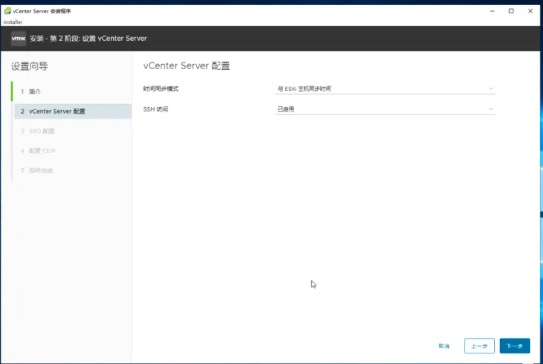 vCenter Server 安装程序
Installer
vmw 安装 - 第 2 阶段: 设置 vCenter Server
设置向导
1 简介
2 vCenter Server 配置
3 SSO 配置
4 配置 CEIP
5 即将完成
vCenter Server 配置
时间同步模式 与 ESXi 主机同步时间
SSH 访问 已启用
取消 上一步 下一步